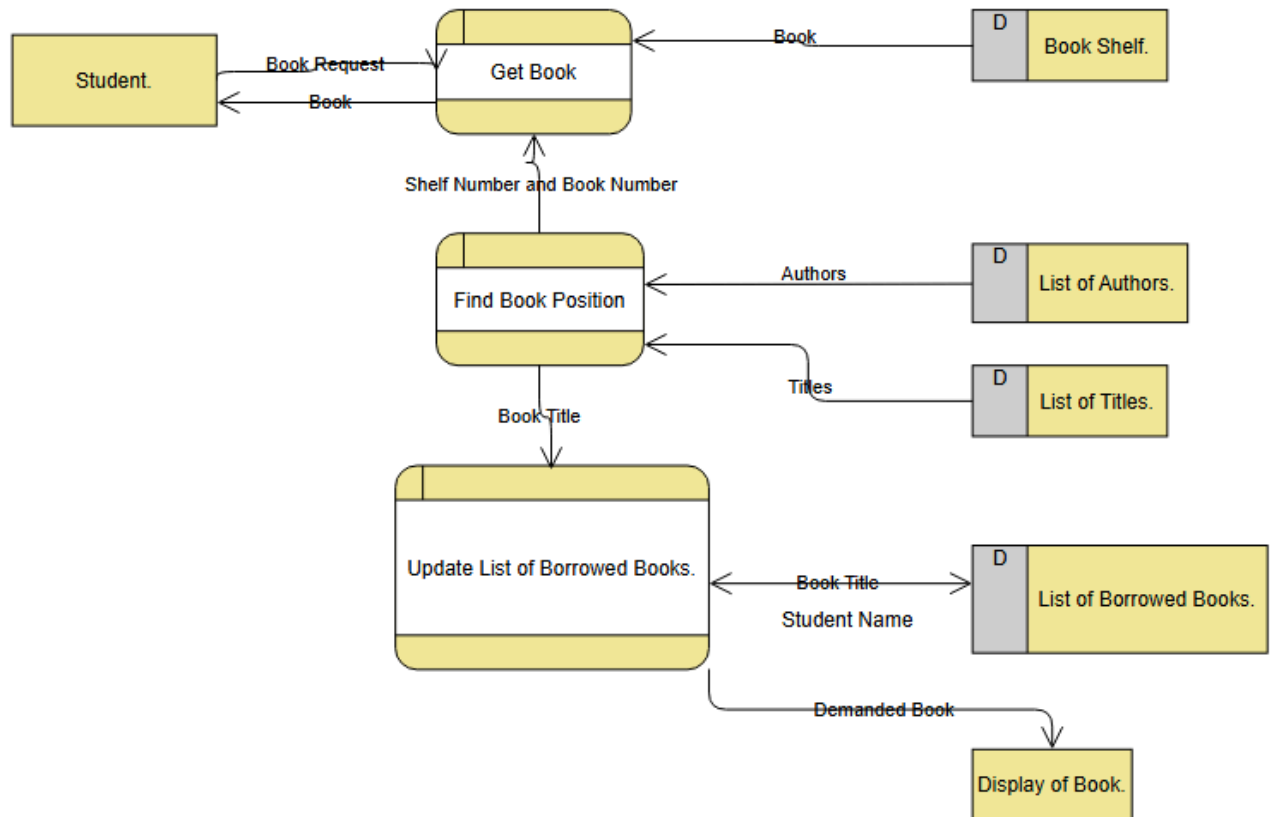 D
Book
Book Shelf.
Student.
Book Request
Get Book
Book
Shelf Number and Book Number
D
Authors
List of Authors.
Find Book Position
D
Titles
List of Titles.
Book Title
D
Update List of Borrowed Books.
Book Title
List of Borrowed Books.
Student Name
Demanded Book
Display of Book.